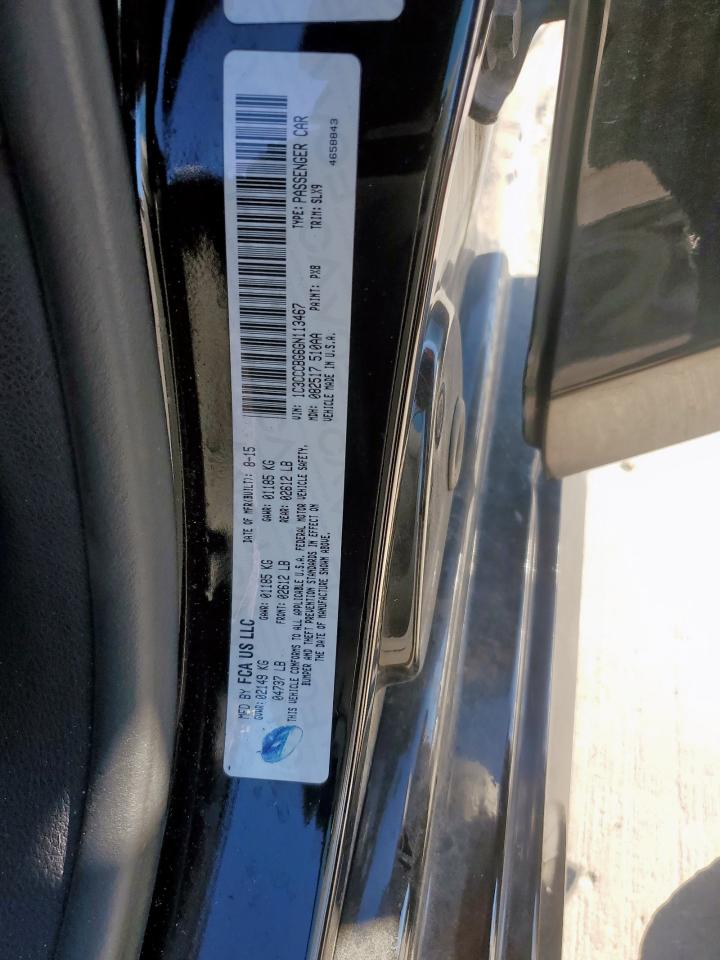 MFD BY FCA US LLC
DATE OF MFR(BUILT): 8-15
GVWR: 02149 KG
04737 LB
GAWR: 01185 KG
FRONT: 02612 LB
GAWR: 01185 KG
REAR: 02612 LB
THIS VEHICLE CONFORMS TO ALL APPLICABLE U.S.A. FEDERAL MOTOR VEHICLE SAFETY,
BUMPER AND THEFT PREVENTION STANDARDS IN EFFECT ON
THE DATE OF MANUFACTURE SHOWN ABOVE.
VIN: 1C3CCCBG6GN113467
TYPE: PASSENGER CAR
MDH: 082517 510AA
PAINT: PX8
TRIM: SLX9
VEHICLE MADE IN U.S.A.
4658843